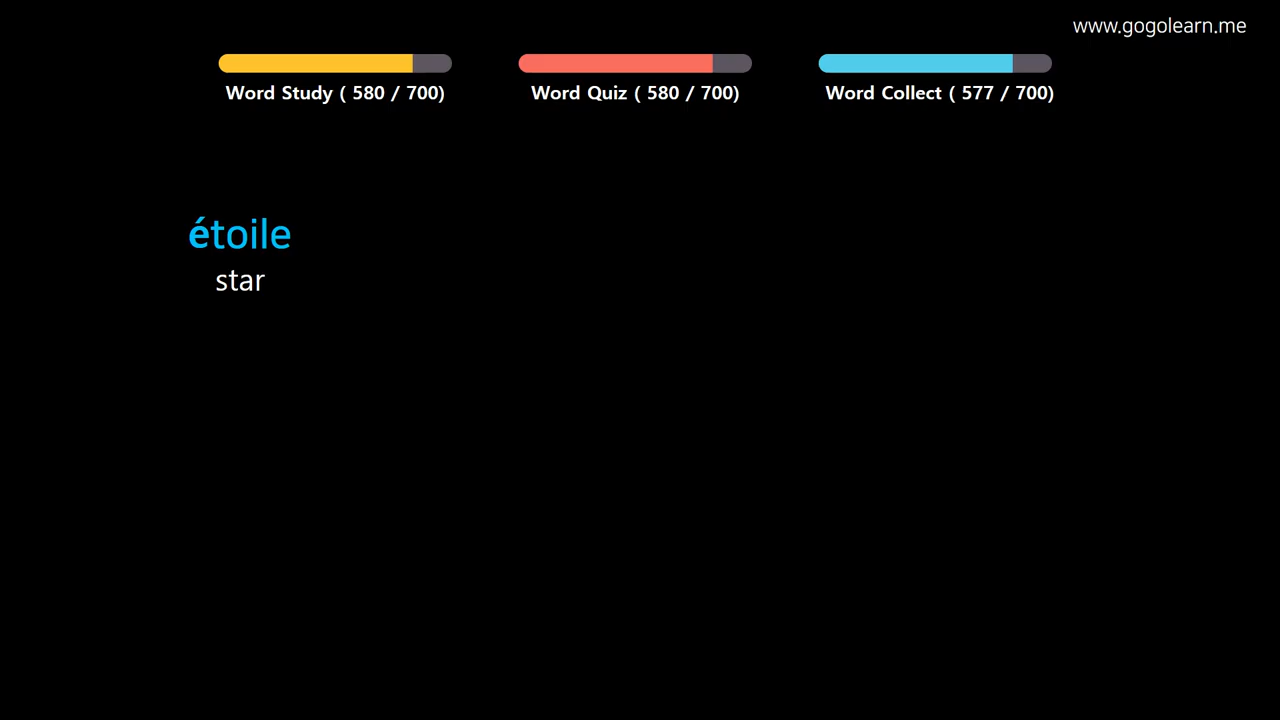 www.gogolearn.me
Word Study ( 580 / 700)
Word Quiz ( 580 / 700)
Word Collect ( 577 / 700)
étoile
star